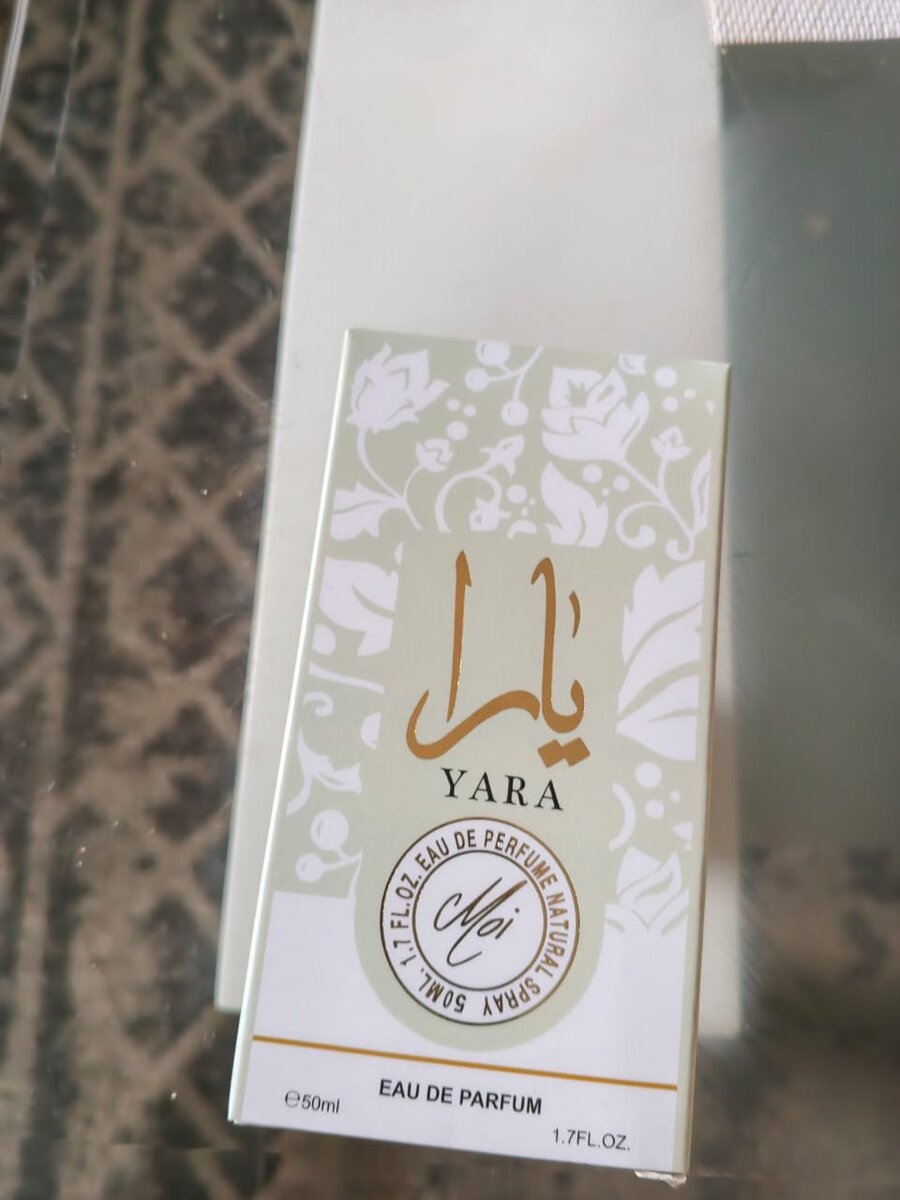 يارا
YARA
EAU DE PERFUME NATURAL SPRAY 50ML. 1.7 FL.OZ.
Moi
EAU DE PARFUM
℮50ml
1.7FL.OZ.